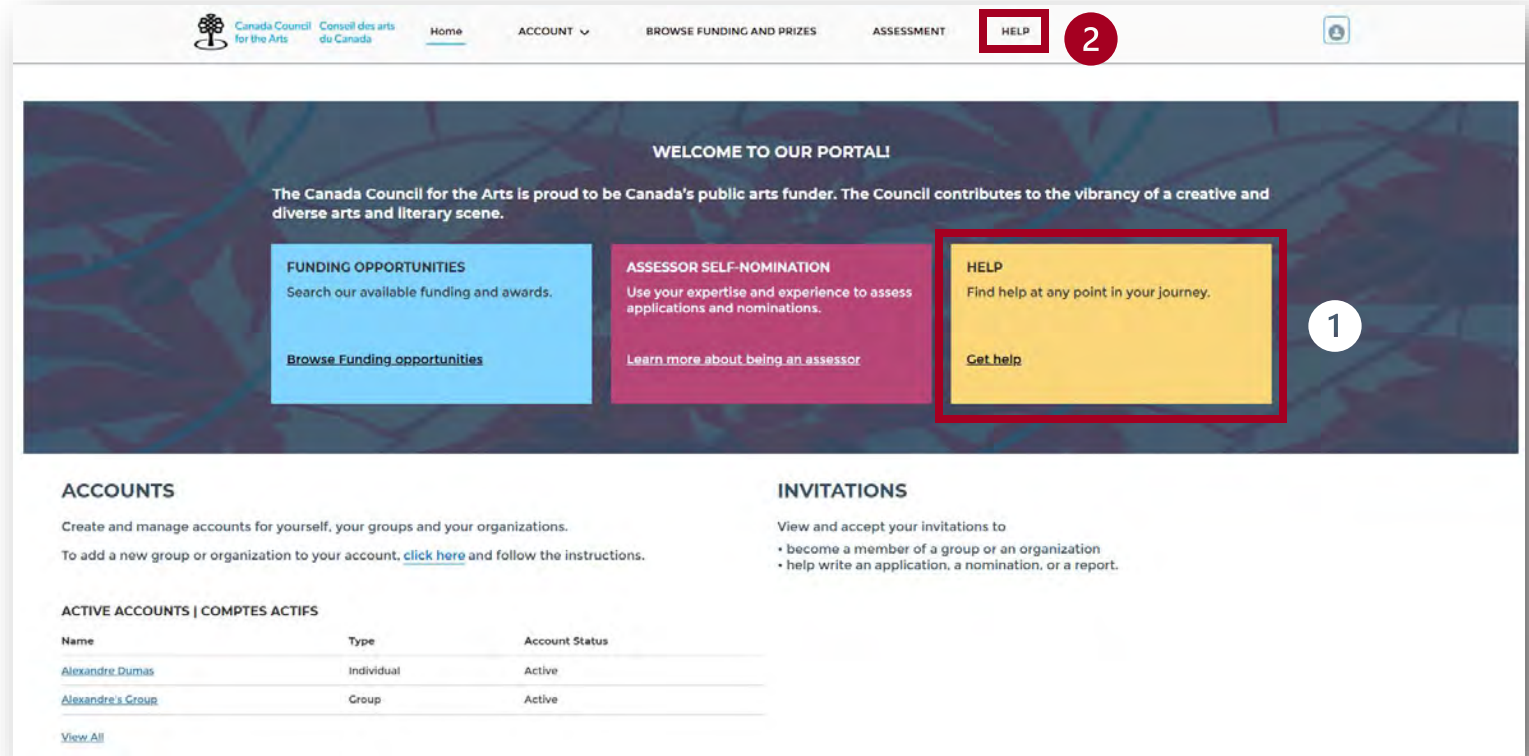 Canada Council Conseil des arts
for the Arts du Canada
Home ACCOUNT BROWSE FUNDING AND PRIZES ASSESSMENT HELP
2
WELCOME TO OUR PORTAL!
The Canada Council for the Arts is proud to be Canada's public arts funder. The Council contributes to the vibrancy of a creative and
diverse arts and literary scene.
FUNDING OPPORTUNITIES
Search our available funding and awards.
Browse Funding opportunities
ASSESSOR SELF-NOMINATION
Use your expertise and experience to assess
applications and nominations.
Learn more about being an assessor
HELP
Find help at any point in your journey.
Get help
1
ACCOUNTS
Create and manage accounts for yourself, your groups and your organizations.
To add a new group or organization to your account, click here and follow the instructions.
ACTIVE ACCOUNTS | COMPTES ACTIFS
Name Type Account Status
Alexandre Dumas Individual Active
Alexandre's Group Group Active
View All
INVITATIONS
View and accept your invitations to
• become a member of a group or an organization
• help write an application, a nomination, or a report.